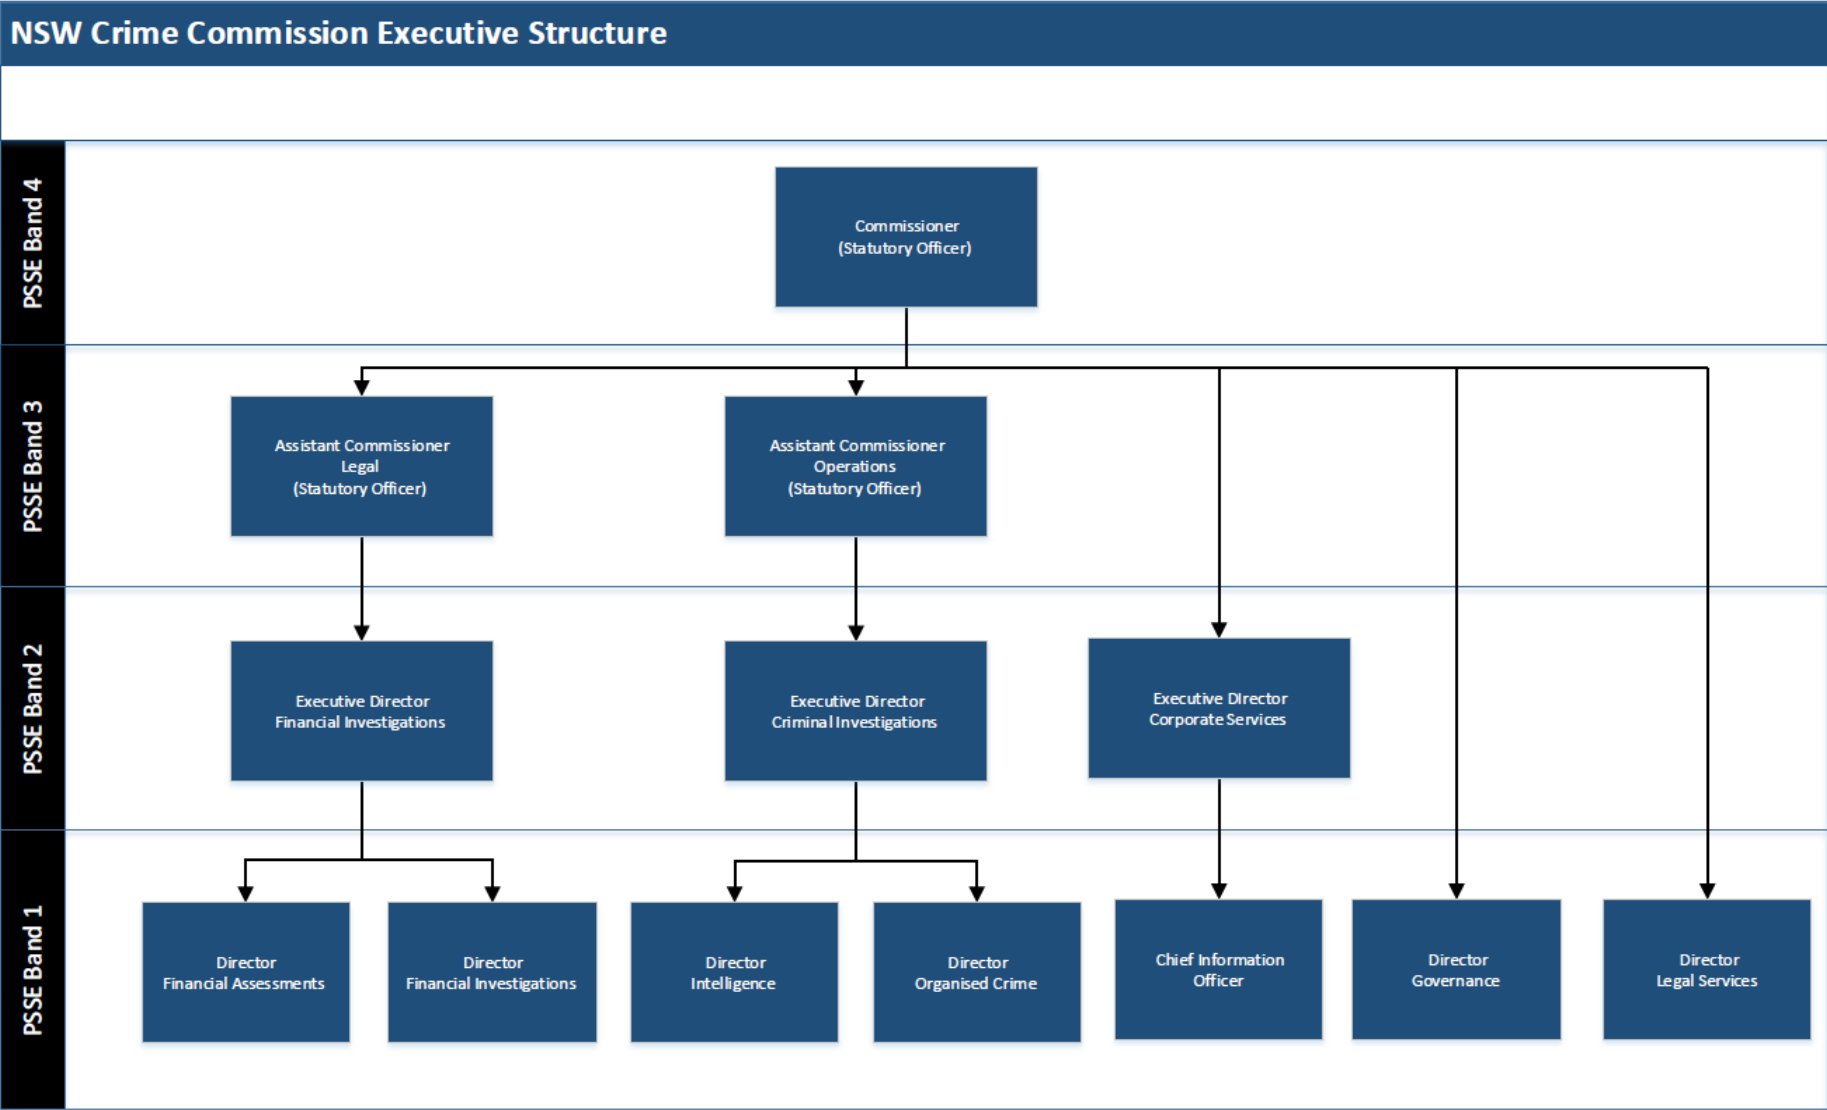 NSW Crime Commission Executive Structure
PSSE Band 4
Commissioner
(Statutory Officer)
PSSE Band 3
Assistant Commissioner
Legal
(Statutory Officer)
Assistant Commissioner
Operations
(Statutory Officer)
PSSE Band 2
Executive Director
Financial Investigations
Executive Director
Criminal Investigations
Executive DIrector
Corporate Services
PSSE Band 1
Director
Financial Assessments
Director
Financial Investigations
Director
Intelligence
Director
Organised Crime
Chief Information
Officer
Director
Governance
Director
Legal Services